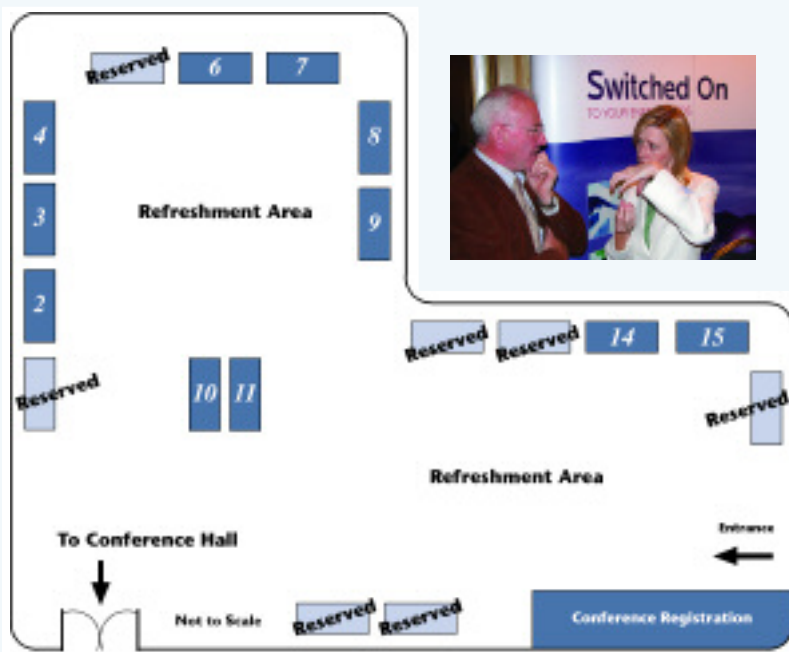 Reserved
6
7
Switched On
4
8
3
Refreshment Area
9
2
Reserved
Reserved
14
15
Reserved
10
11
Reserved
Refreshment Area
Entrance
To Conference Hall
Not to Scale
Reserved
Reserved
Conference Registration